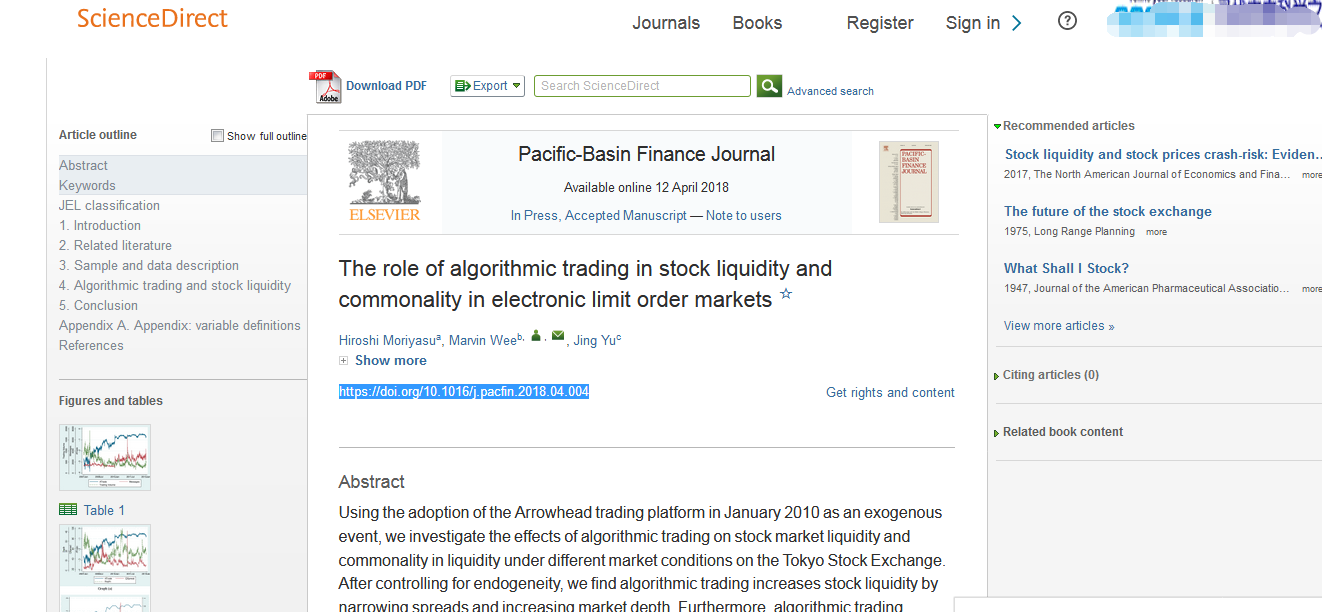 ScienceDirect
Journals Books Register Sign in
Download PDF
Export
Search ScienceDirect
Advanced search
Article outline
Show full outline
Abstract
Keywords
JEL classification
1. Introduction
2. Related literature
3. Sample and data description
4. Algorithmic trading and stock liquidity
5. Conclusion
Appendix A. Appendix: variable definitions
References
Figures and tables
Table 1
PDF
Adobe
ELSEVIER
Pacific-Basin Finance Journal
Available online 12 April 2018
In Press, Accepted Manuscript — Note to users
PACIFIC-
BASIN
FINANCE
JOURNAL
The role of algorithmic trading in stock liquidity and
commonality in electronic limit order markets ☆
Hiroshi Moriyasuª, Marvin Weeᵇ, , , Jing Yuᶜ
Show more
https://doi.org/10.1016/j.pacfin.2018.04.004
Get rights and content
Abstract
Using the adoption of the Arrowhead trading platform in January 2010 as an exogenous
event, we investigate the effects of algorithmic trading on stock market liquidity and
commonality in liquidity under different market conditions on the Tokyo Stock Exchange.
After controlling for endogeneity, we find algorithmic trading increases stock liquidity by
narrowing spreads and increasing market depth. Furthermore, algorithmic trading
Recommended articles
Stock liquidity and stock prices crash-risk: Eviden...
2017, The North American Journal of Economics and Fina... more
The future of the stock exchange
1975, Long Range Planning more
What Shall I Stock?
1947, Journal of the American Pharmaceutical Associatio... more
View more articles »
Citing articles (0)
Related book content